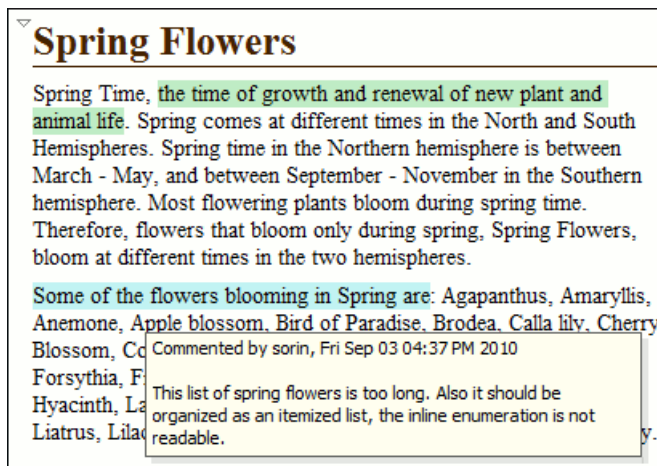 Spring Flowers
Spring Time, the time of growth and renewal of new plant and
animal life. Spring comes at different times in the North and South
Hemispheres. Spring time in the Northern hemisphere is between
March - May, and between September - November in the Southern
hemisphere. Most flowering plants bloom during spring time.
Therefore, flowers that bloom only during spring, Spring Flowers,
bloom at different times in the two hemispheres.
Some of the flowers blooming in Spring are: Agapanthus, Amaryllis,
Anemone, Apple blossom, Bird of Paradise, Brodea, Calla lily, Cherry
Blossom,
Commented by sorin, Fri Sep 03 04:37 PM 2010
Forsythia,
This list of spring flowers is too long. Also it should be
Hyacinth,
organized as an itemized list, the inline enumeration is not
Liatrus,
readable.